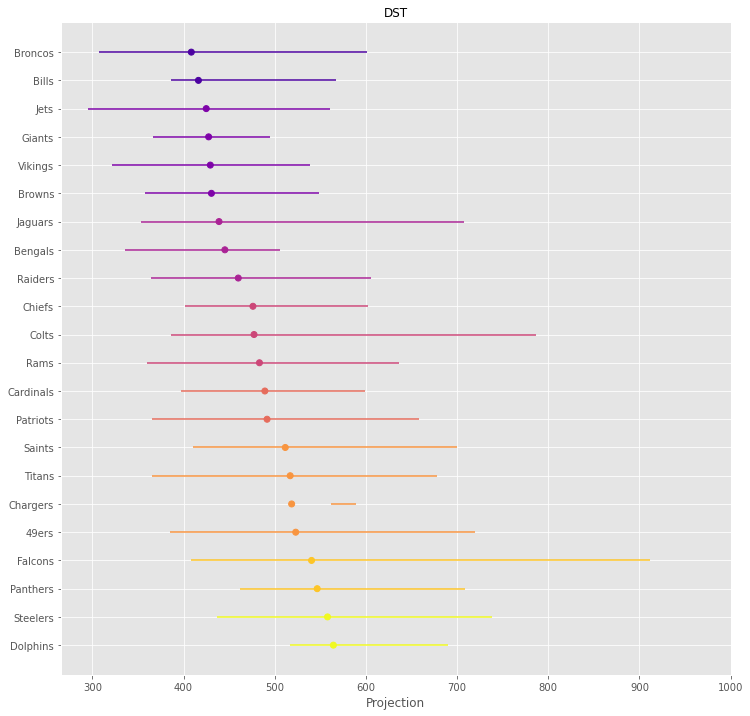 DST
Broncos
Bills
Jets
Giants
Vikings
Browns
Jaguars
Bengals
Raiders
Chiefs
Colts
Rams
Cardinals
Patriots
Saints
Titans
Chargers
49ers
Falcons
Panthers
Steelers
Dolphins
300 400 500 600 700 800 900 1000
Projection